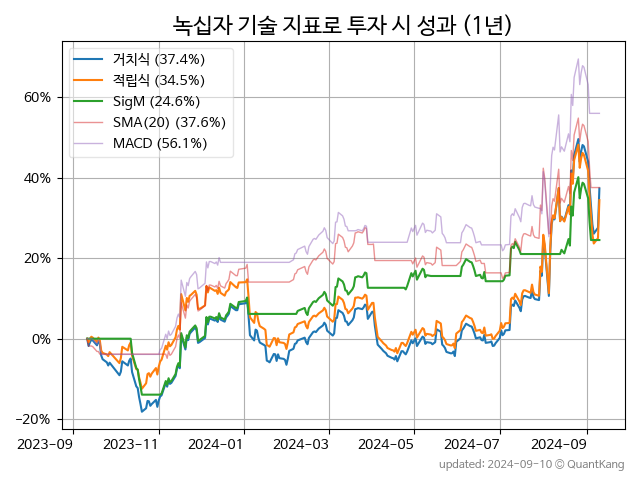 녹십자 기술 지표로 투자 시 성과 (1년)
거치식 (37.4%)
적립식 (34.5%)
SigM (24.6%)
SMA(20) (37.6%)
MACD (56.1%)
60%
40%
20%
0%
−20%
2023-09 2023-11 2024-01 2024-03 2024-05 2024-07 2024-09
updated: 2024-09-10 © QuantKang